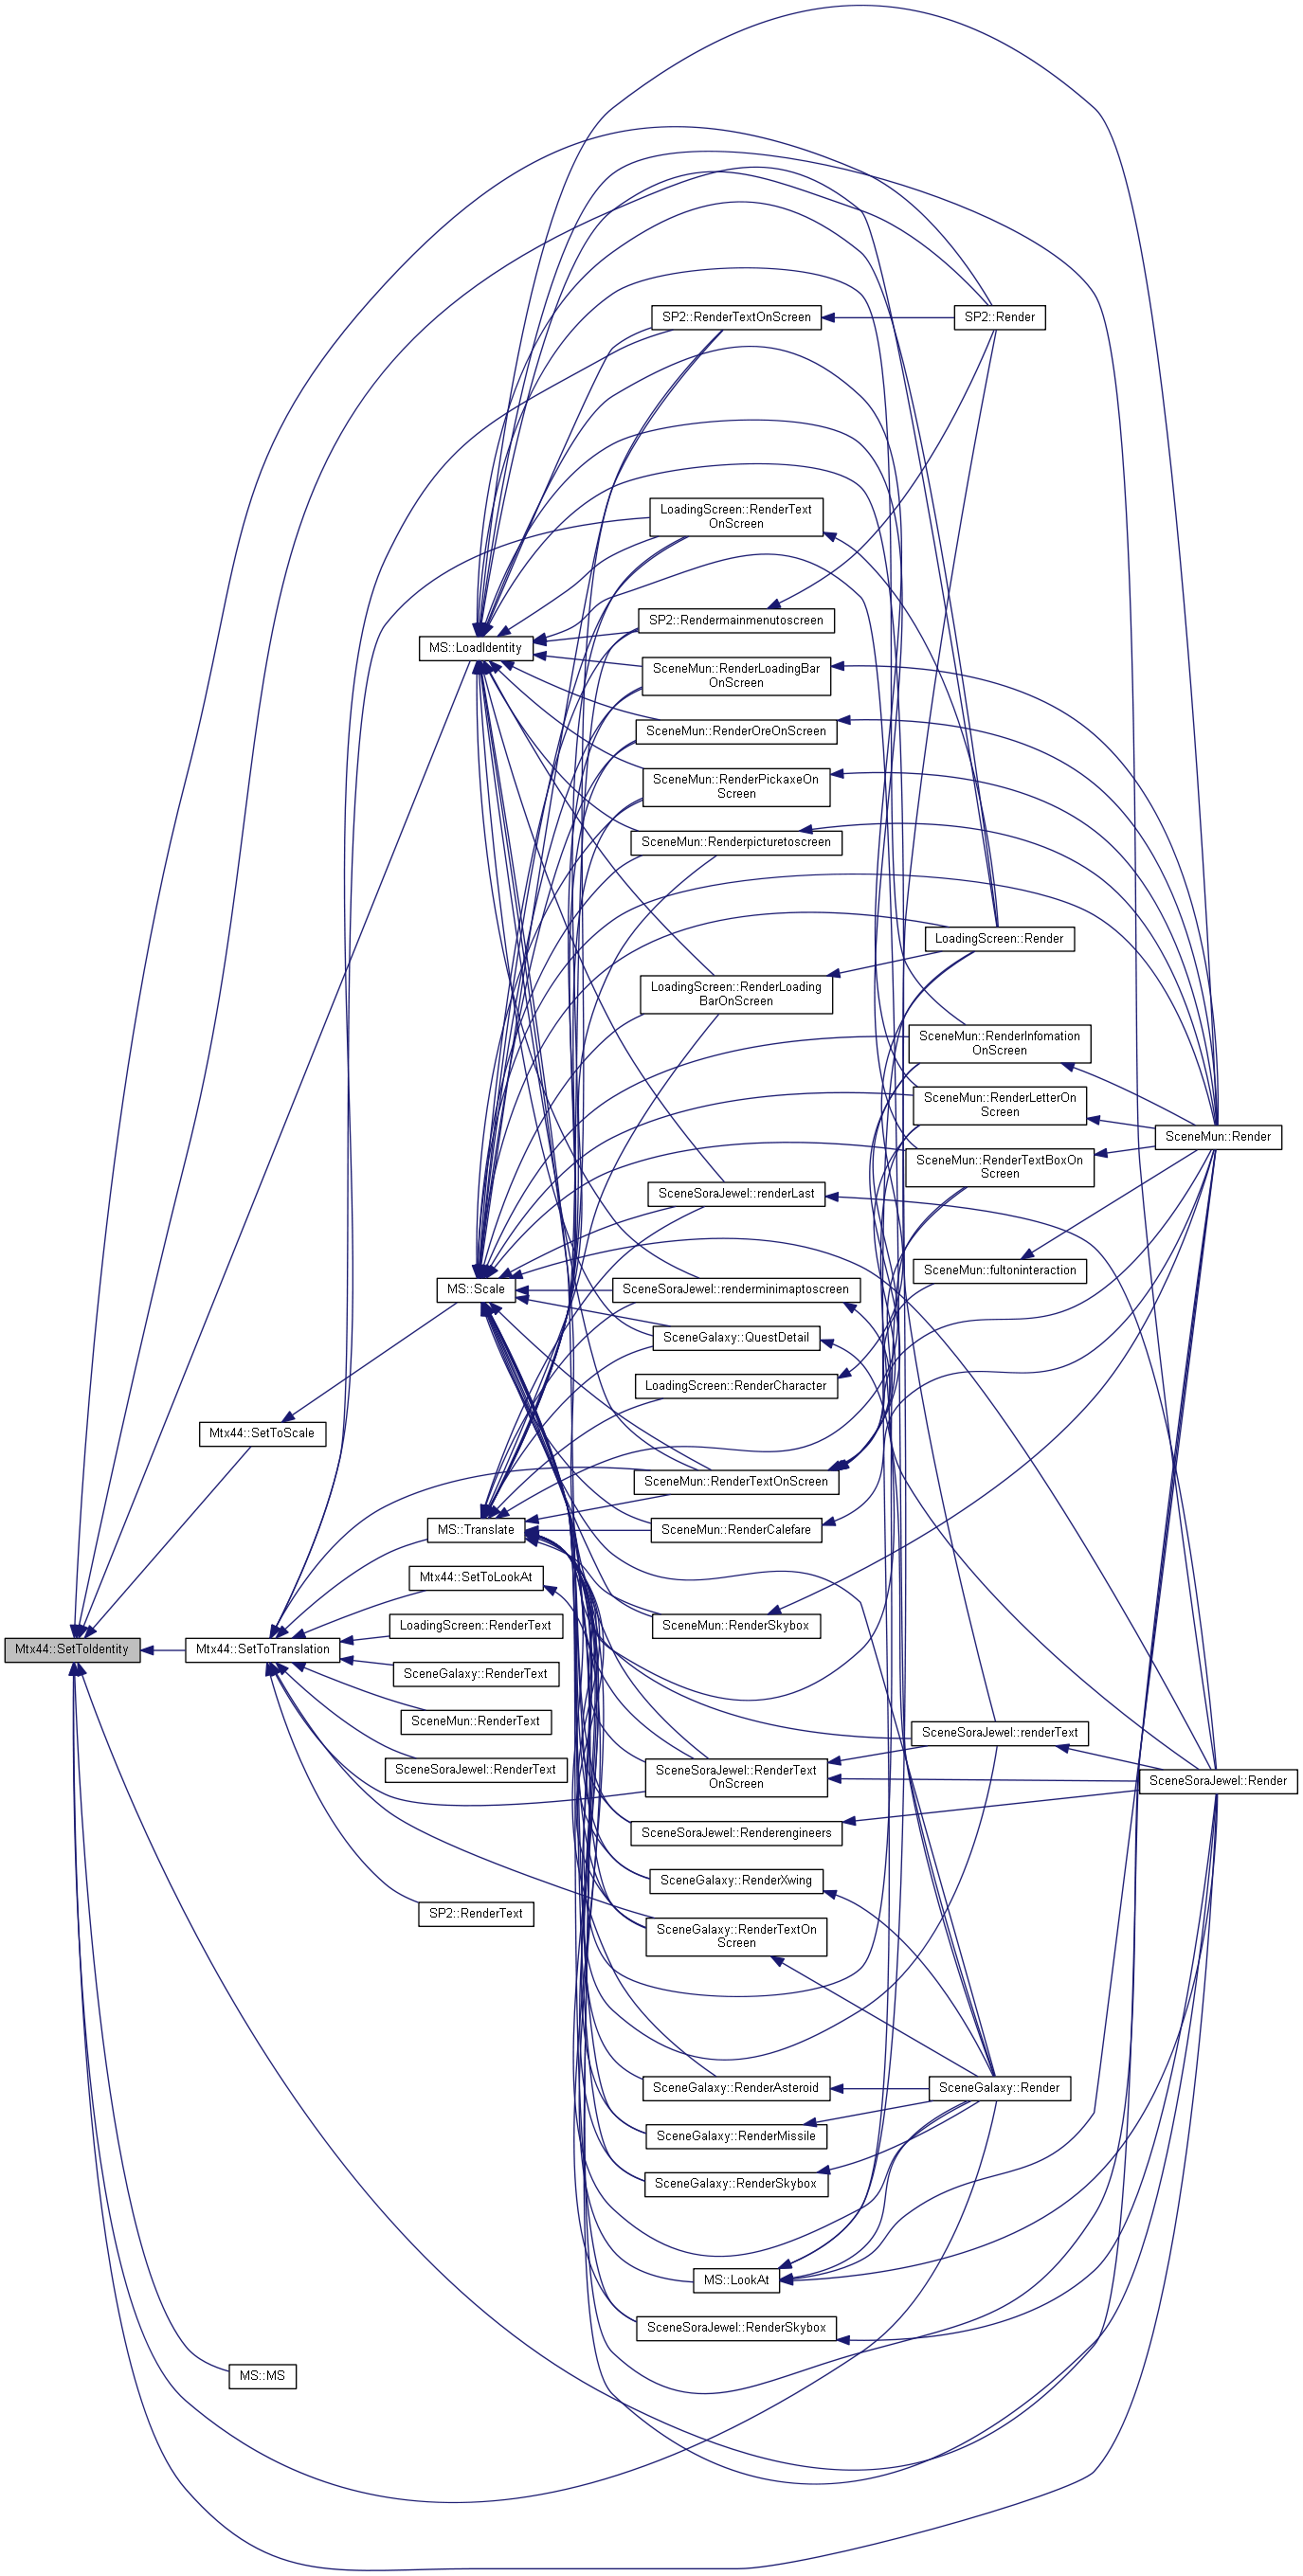 SP2::RenderTextOnScreen
SP2::Render
LoadingScreen::RenderText
OnScreen
SP2::Rendermainmenutoscreen
MS::LoadIdentity
SceneMun::RenderLoadingBar
OnScreen
SceneMun::RenderOreOnScreen
SceneMun::RenderPickaxeOn
Screen
SceneMun::Renderpicturetoscreen
LoadingScreen::Render
LoadingScreen::RenderLoading
BarOnScreen
SceneMun::RenderInfomation
OnScreen
SceneMun::RenderLetterOn
Screen
SceneMun::Render
SceneMun::RenderTextBoxOn
Screen
SceneSoraJewel::renderLast
SceneMun::fultoninteraction
MS::Scale
SceneSoraJewel::renderminimaptoscreen
SceneGalaxy::QuestDetail
LoadingScreen::RenderCharacter
Mtx44::SetToScale
SceneMun::RenderTextOnScreen
MS::Translate
SceneMun::RenderCalefare
Mtx44::SetToLookAt
LoadingScreen::RenderText
SceneMun::RenderSkybox
Mtx44::SetToIdentity
Mtx44::SetToTranslation
SceneGalaxy::RenderText
SceneMun::RenderText
SceneSoraJewel::renderText
SceneSoraJewel::RenderText
SceneSoraJewel::RenderText
OnScreen
SceneSoraJewel::Render
SceneSoraJewel::Renderengineers
SceneGalaxy::RenderXwing
SP2::RenderText
SceneGalaxy::RenderTextOn
Screen
SceneGalaxy::RenderAsteroid
SceneGalaxy::Render
SceneGalaxy::RenderMissile
SceneGalaxy::RenderSkybox
MS::LookAt
SceneSoraJewel::RenderSkybox
MS::MS